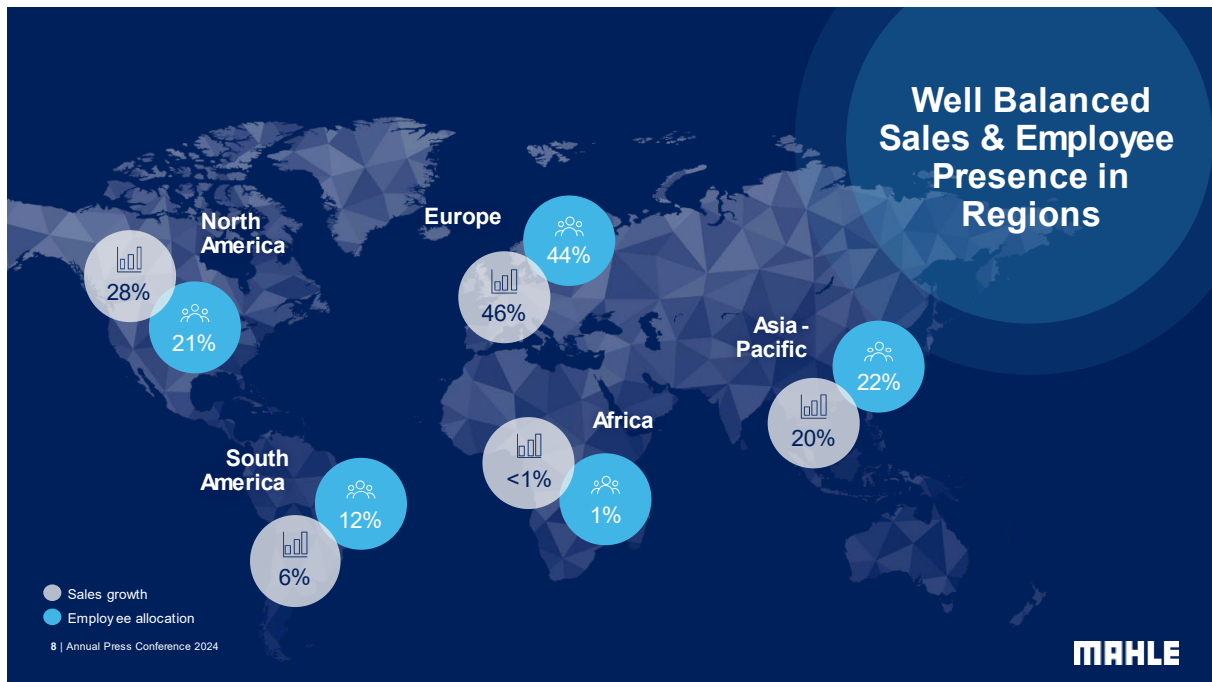 Well Balanced
Sales & Employee
Presence in
Regions
North
America
28%
21%
Europe
44%
46%
Asia -
Pacific
22%
20%
Africa
<1%
1%
South
America
12%
6%
Sales growth
Employee allocation
8 | Annual Press Conference 2024
MAHLE